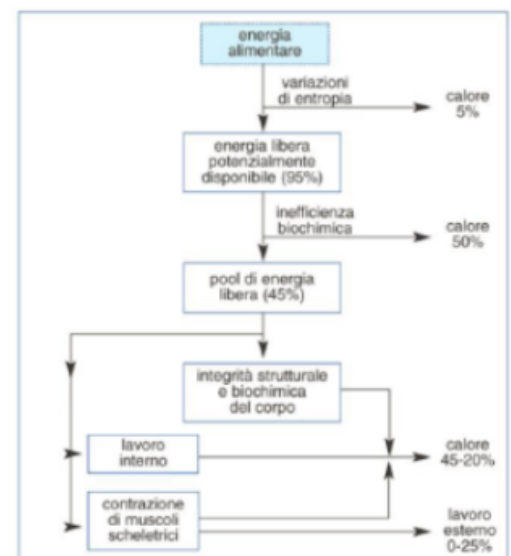 energia
alimentare
variazioni
di entropia
calore
5%
energia libera
potenzialmente
disponibile (95%)
inefficienza
biochimica
calore
50%
pool di energia
libera (45%)
integrità strutturale
e biochimica
del corpo
lavoro
interno
calore
45-20%
contrazione
di muscoli
scheletrici
lavoro
esterno
0-25%